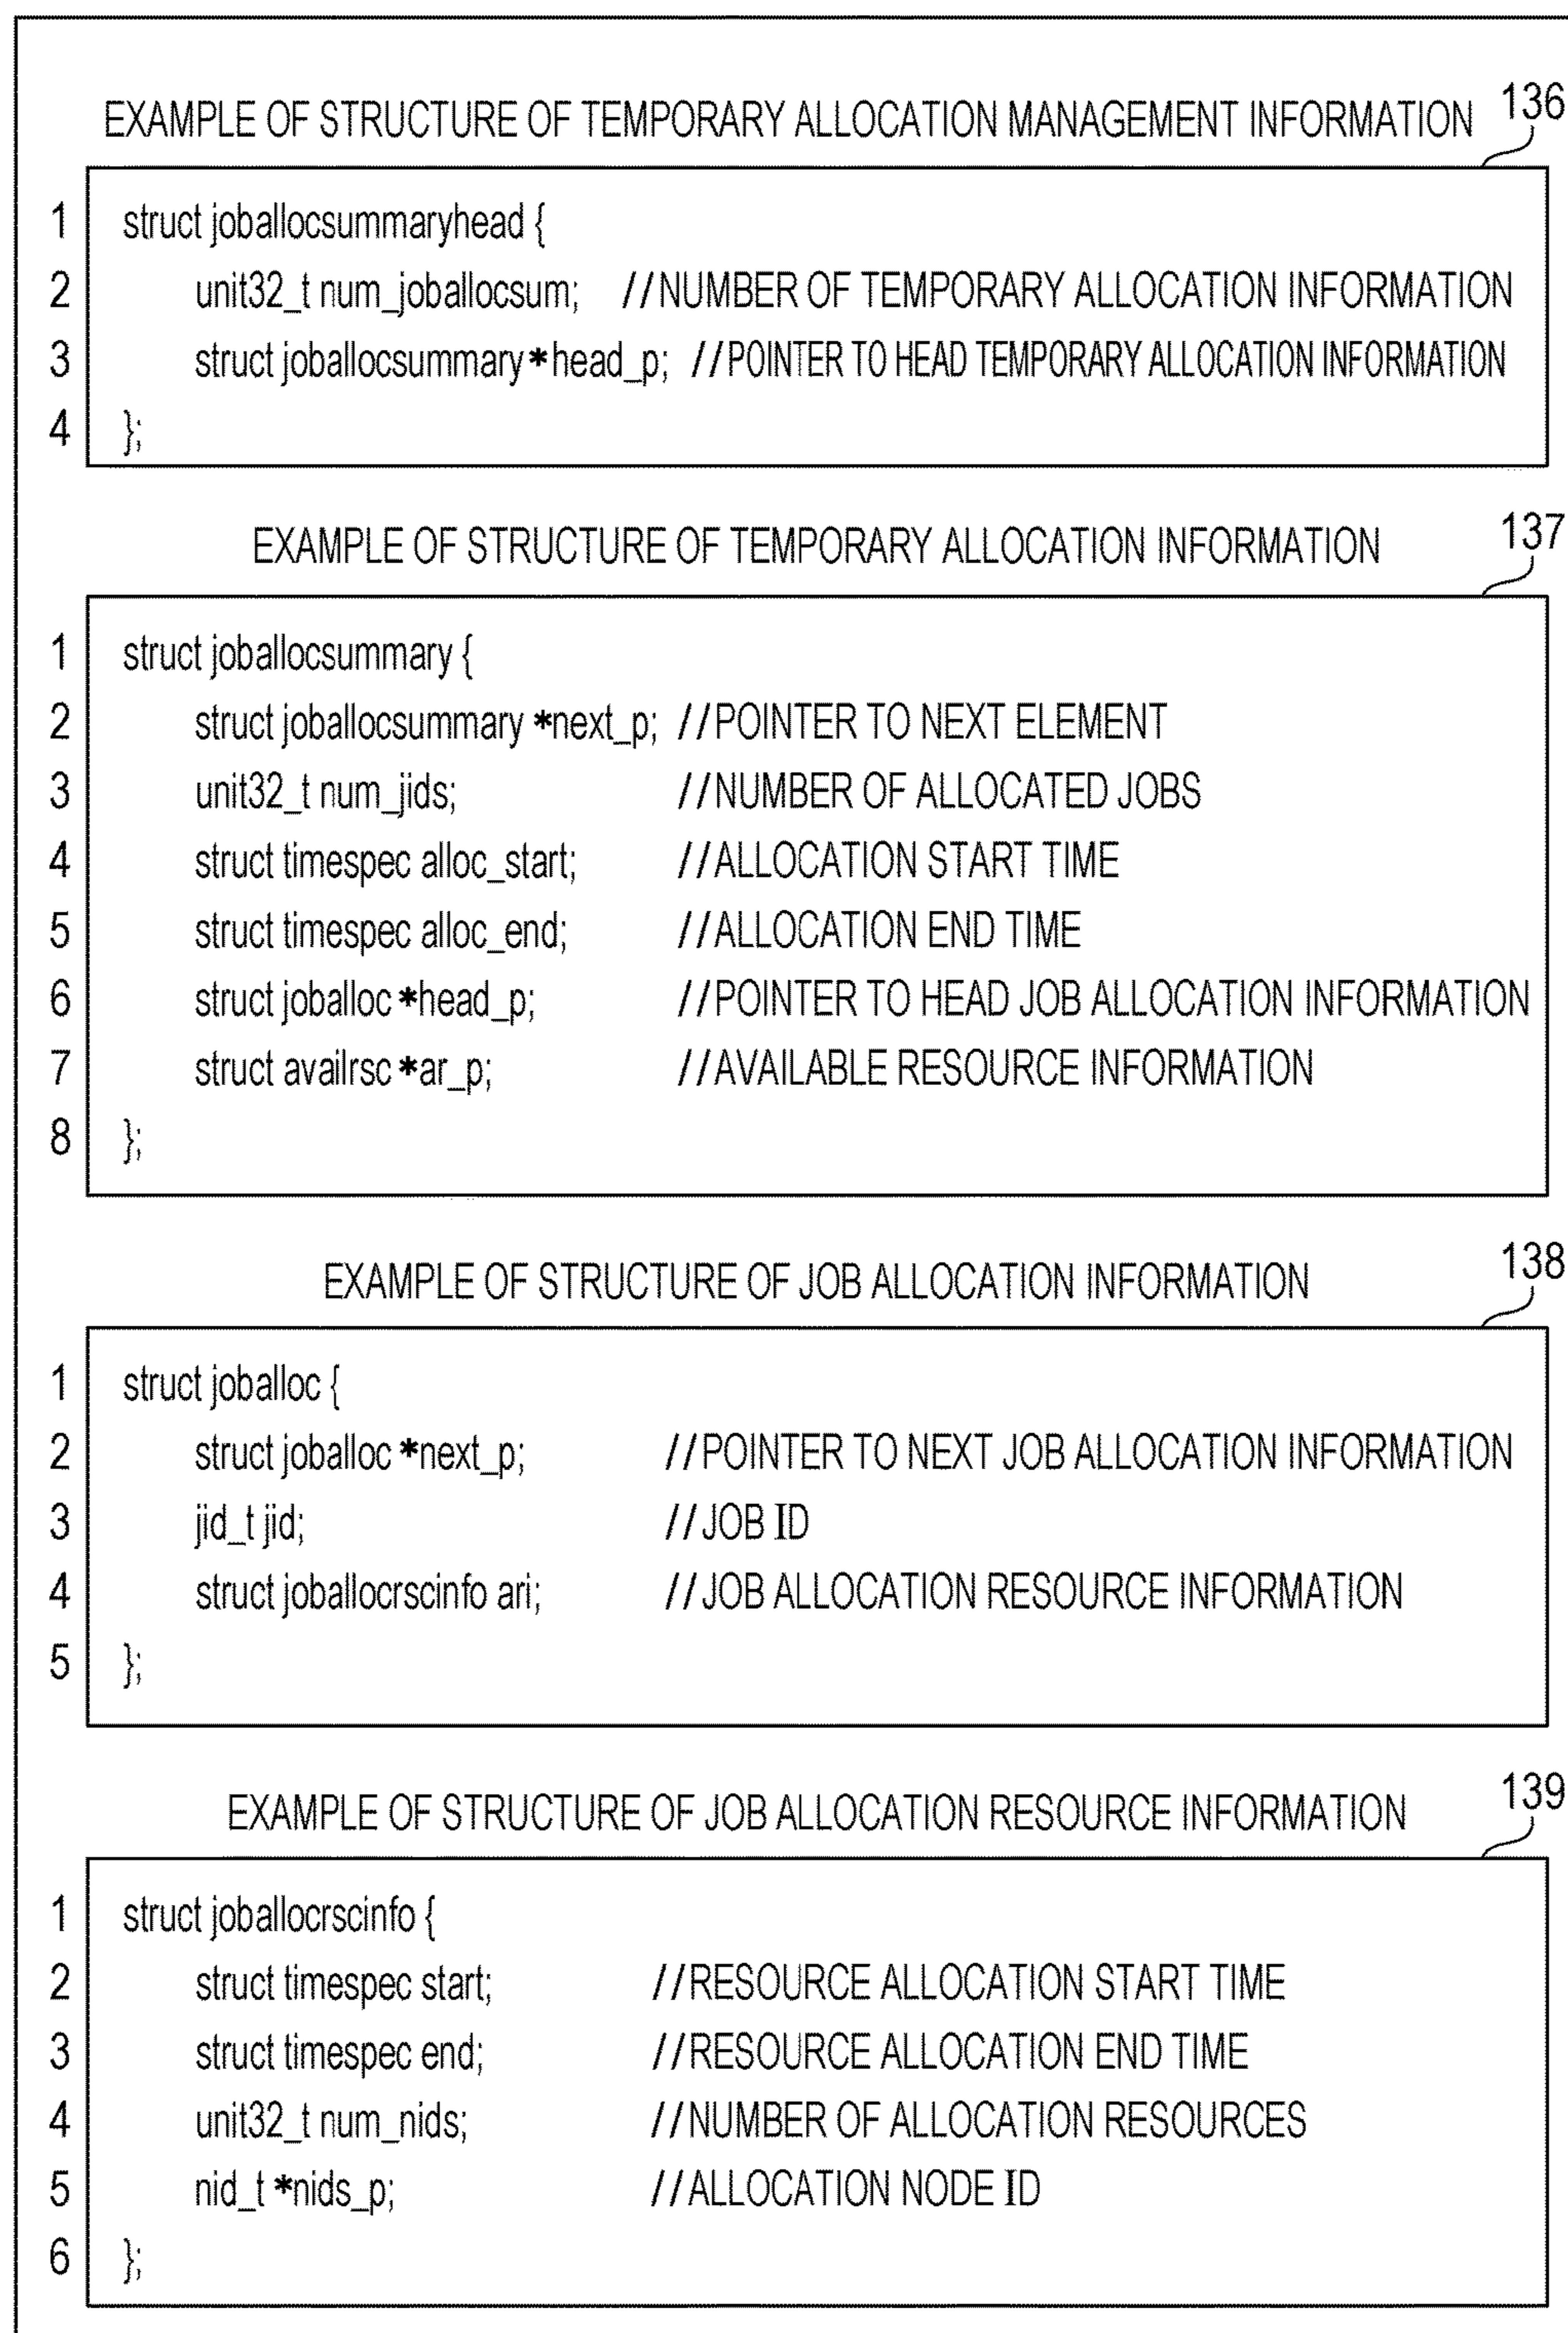 EXAMPLE OF STRUCTURE OF TEMPORARY ALLOCATION MANAGEMENT INFORMATION 136
1 struct joballocsummaryhead {
2 unit32_t num_joballocsum; //NUMBER OF TEMPORARY ALLOCATION INFORMATION
3 struct joballocsummary*head_p; //POINTER TO HEAD TEMPORARY ALLOCATION INFORMATION
4 };
EXAMPLE OF STRUCTURE OF TEMPORARY ALLOCATION INFORMATION 137
1 struct joballocsummary {
2 struct joballocsummary *next_p; //POINTER TO NEXT ELEMENT
3 unit32_t num_jids; //NUMBER OF ALLOCATED JOBS
4 struct timespec alloc_start; //ALLOCATION START TIME
5 struct timespec alloc_end; //ALLOCATION END TIME
6 struct joballoc *head_p; //POINTER TO HEAD JOB ALLOCATION INFORMATION
7 struct availrsc *ar_p; //AVAILABLE RESOURCE INFORMATION
8 };
EXAMPLE OF STRUCTURE OF JOB ALLOCATION INFORMATION 138
1 struct joballoc {
2 struct joballoc *next_p; //POINTER TO NEXT JOB ALLOCATION INFORMATION
3 jid_t jid; //JOB ID
4 struct joballocrscinfo ari; //JOB ALLOCATION RESOURCE INFORMATION
5 };
EXAMPLE OF STRUCTURE OF JOB ALLOCATION RESOURCE INFORMATION 139
1 struct joballocrscinfo {
2 struct timespec start; //RESOURCE ALLOCATION START TIME
3 struct timespec end; //RESOURCE ALLOCATION END TIME
4 unit32_t num_nids; //NUMBER OF ALLOCATION RESOURCES
5 nid_t *nids_p; //ALLOCATION NODE ID
6 };